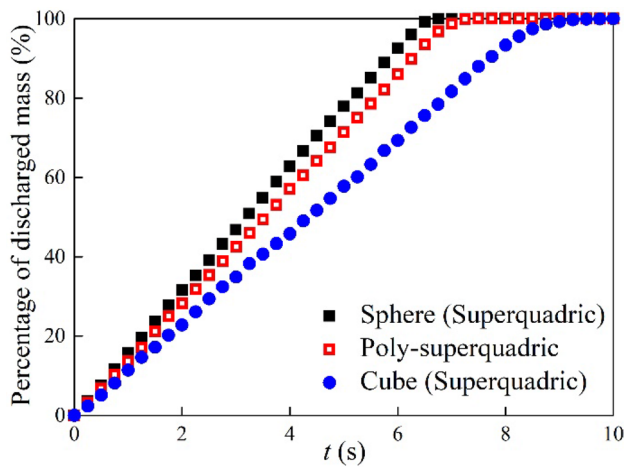 Percentage of discharged mass (%)
100
80
60
40
20
0
Sphere (Superquadric)
Poly-superquadric
Cube (Superquadric)
0 2 4 6 8 10
t (s)